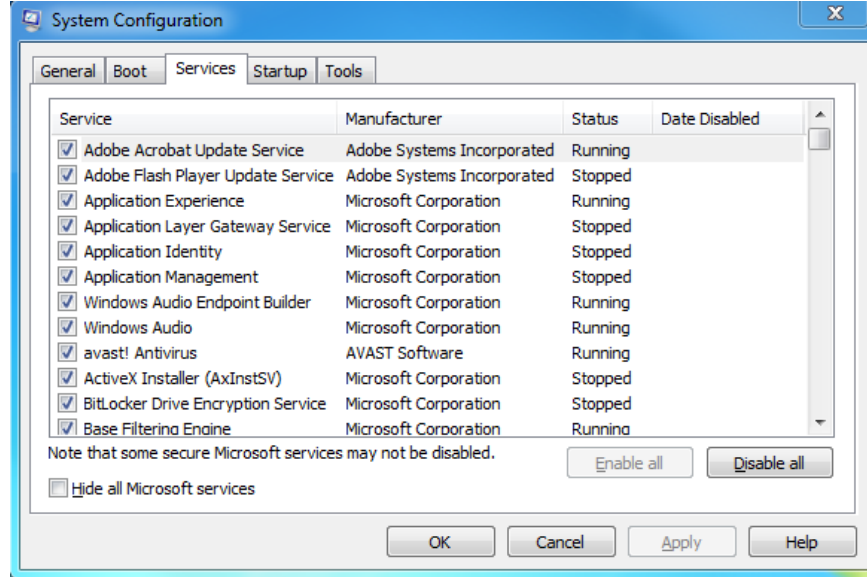 System Configuration
General Boot Services Startup Tools
Service Manufacturer Status Date Disabled
Adobe Acrobat Update Service Adobe Systems Incorporated Running
Adobe Flash Player Update Service Adobe Systems Incorporated Stopped
Application Experience Microsoft Corporation Running
Application Layer Gateway Service Microsoft Corporation Stopped
Application Identity Microsoft Corporation Stopped
Application Management Microsoft Corporation Stopped
Windows Audio Endpoint Builder Microsoft Corporation Running
Windows Audio Microsoft Corporation Running
avast! Antivirus AVAST Software Running
ActiveX Installer (AxInstSV) Microsoft Corporation Stopped
BitLocker Drive Encryption Service Microsoft Corporation Stopped
Base Filtering Engine Microsoft Corporation Running
Note that some secure Microsoft services may not be disabled.
Enable all Disable all
Hide all Microsoft services
OK Cancel Apply Help